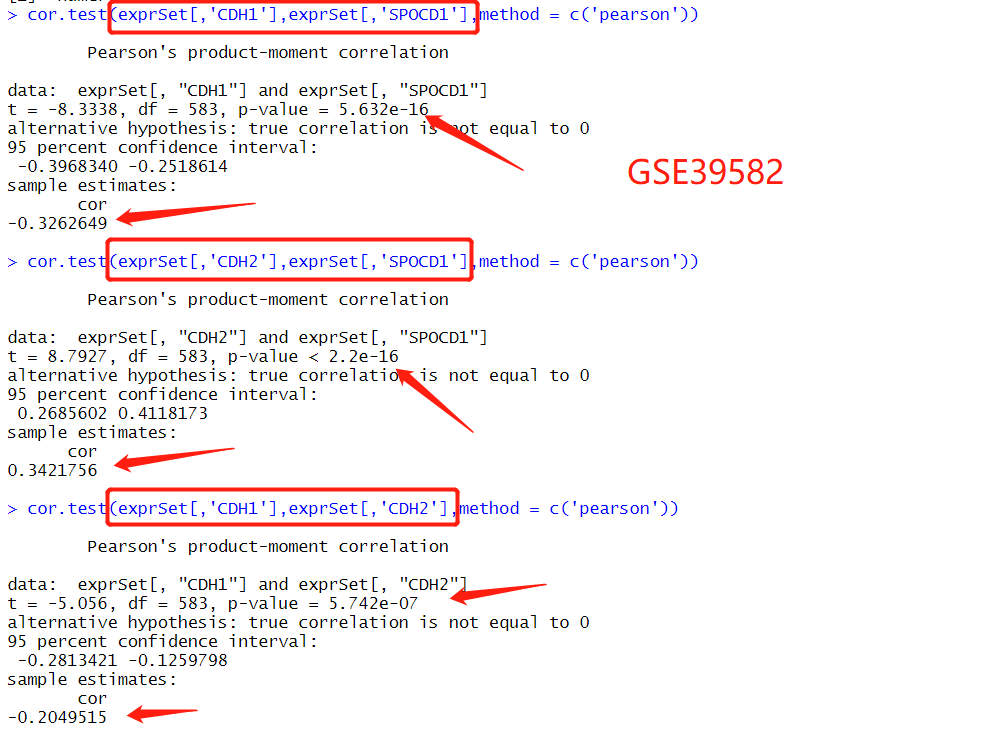 > cor.test(exprSet[,'CDH1'],exprSet[,'SPOCD1'],method = c('pearson'))
Pearson's product-moment correlation
data:  exprSet[, "CDH1"] and exprSet[, "SPOCD1"]
t = -8.3338, df = 583, p-value = 5.632e-16
alternative hypothesis: true correlation is not equal to 0
95 percent confidence interval:
-0.3968340 -0.2518614
GSE39582
sample estimates:
cor
-0.3262649
> cor.test(exprSet[,'CDH2'],exprSet[,'SPOCD1'],method = c('pearson'))
Pearson's product-moment correlation
data:  exprSet[, "CDH2"] and exprSet[, "SPOCD1"]
t = 8.7927, df = 583, p-value < 2.2e-16
alternative hypothesis: true correlation is not equal to 0
95 percent confidence interval:
0.2685602 0.4118173
sample estimates:
cor
0.3421756
> cor.test(exprSet[,'CDH1'],exprSet[,'CDH2'],method = c('pearson'))
Pearson's product-moment correlation
data:  exprSet[, "CDH1"] and exprSet[, "CDH2"]
t = -5.056, df = 583, p-value = 5.742e-07
alternative hypothesis: true correlation is not equal to 0
95 percent confidence interval:
-0.2813421 -0.1259798
sample estimates:
cor
-0.2049515